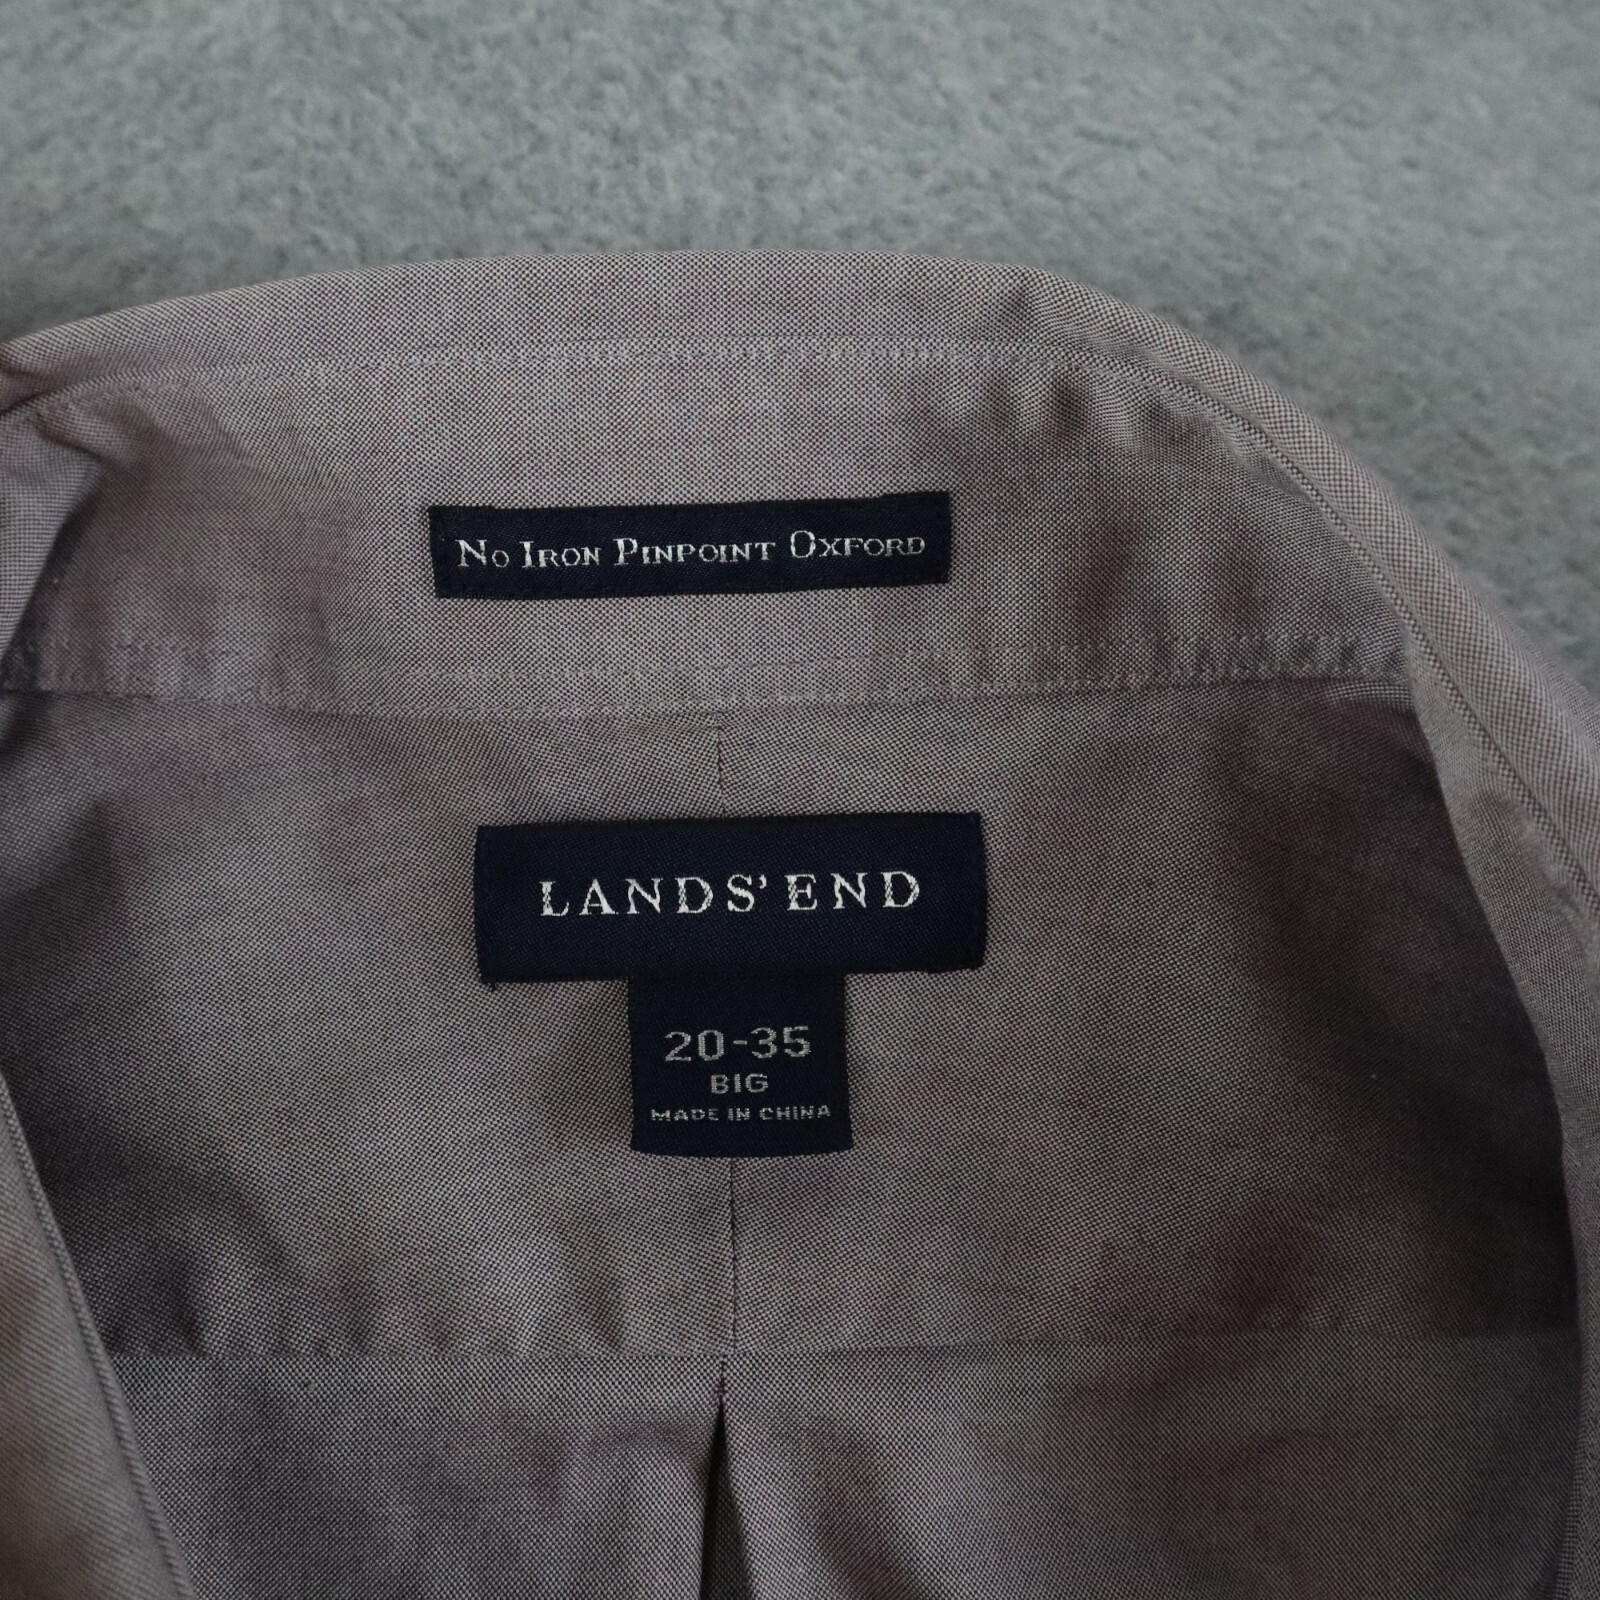 No Iron Pinpoint Oxford
LANDS' END
20-35
BIG
MADE IN CHINA